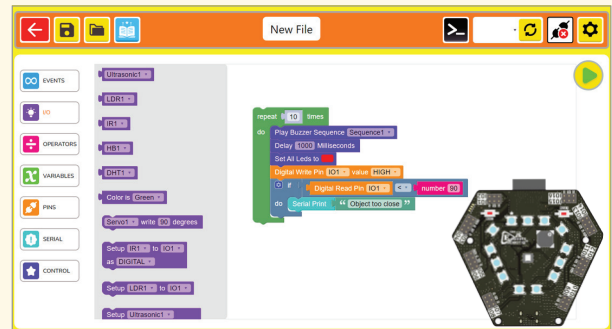 New File
EVENTS
I/O
OPERATORS
VARIABLES
PINS
SERIAL
CONTROL
Ultrasonic1
LDR1
IR1
HB1
DHT1
Color is Green
Servo1 write 90 degrees
Setup IR1 to IO1
as DIGITAL
Setup LDR1 to IO1
Setup Ultrasonic1
repeat 10 times
do Play Buzzer Sequence Sequence1
Delay 1000 Milliseconds
Set All Leds to
Digital Write Pin IO1 value HIGH
if Digital Read Pin IO1 < number 90
do Serial Print “ Object too close ”